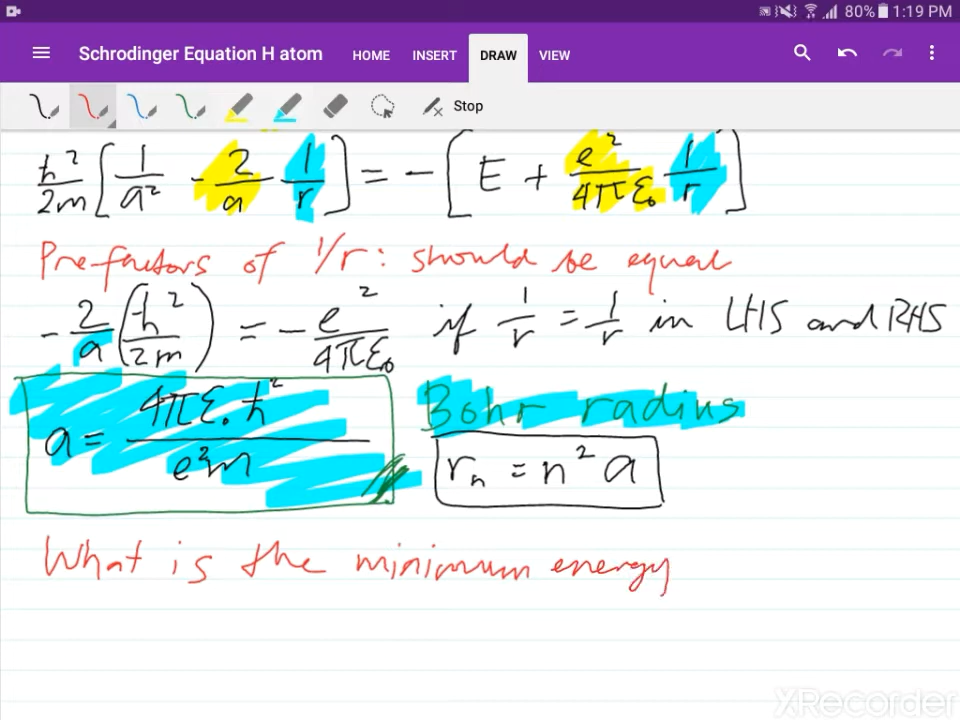 80% 1:19 PM
Schrodinger Equation H atom HOME INSERT DRAW VIEW
Stop
ħ²/2m [1/a² - 2/a 1/r] = - [E + e²/4πε₀ 1/r]
Prefactors of 1/r: should be equal
- 2/a (ħ²/2m) = - e²/4πε₀ if 1/r = 1/r in LHS and RHS
a = 4πε₀ħ²/e²m Bohr radius
rₙ = n² a
What is the minimum energy
XRecorder